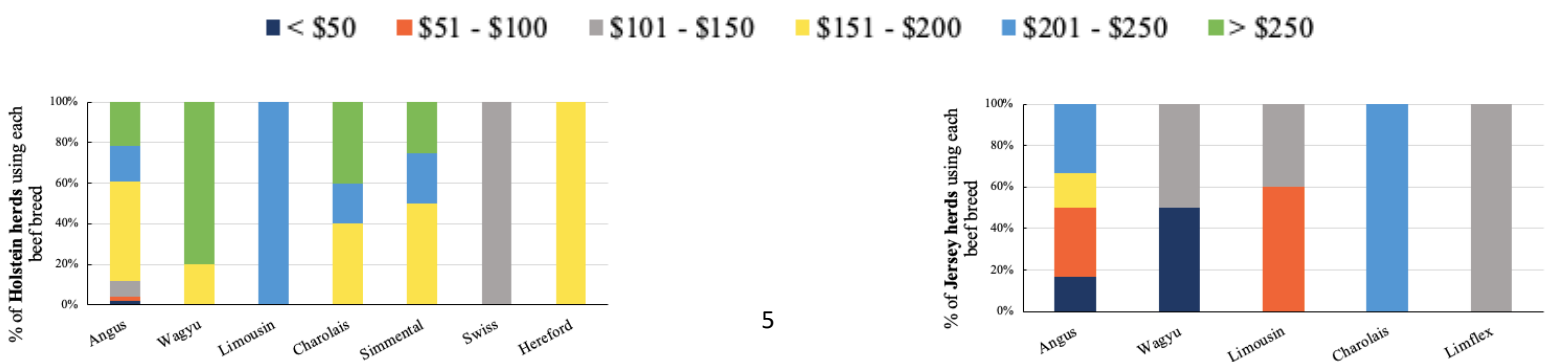 < $50 $51 - $100 $101 - $150 $151 - $200 $201 - $250 > $250
% of Holstein herds using each
beef breed
100%
80%
60%
40%
20%
0%
Angus
Wagyu
Limousin
Charolais
Simmental
Swiss
Hereford
5
% of Jersey herds using each
beef breed
100%
80%
60%
40%
20%
0%
Angus
Wagyu
Limousin
Charolais
Limflex